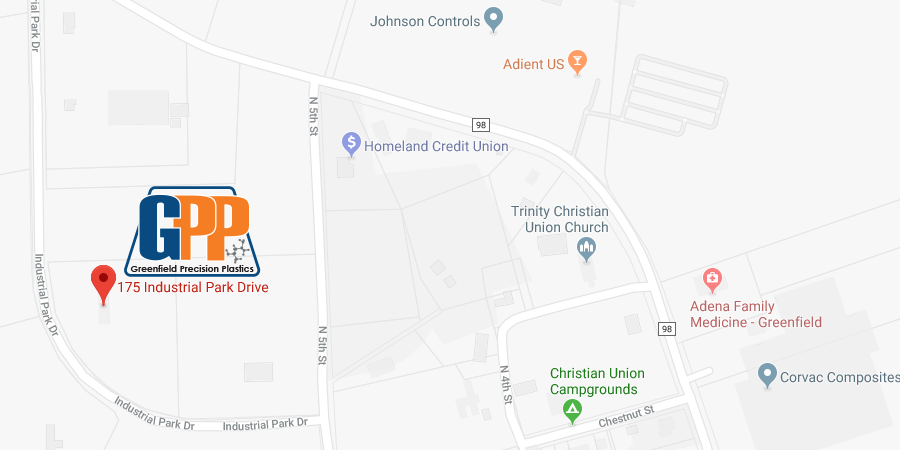 rial Park Dr
Johnson Controls
Adient US
N 5th St
98
Homeland Credit Union
Trinity Christian
Union Church
GPP
Greenfield Precision Plastics
175 Industrial Park Drive
Industrial Park Dr
Adena Family
Medicine - Greenfield
98
N 5th St
Christian Union
Campgrounds
Corvac Composites
N 4th St
Industrial Park Dr
Industrial Park Dr
Chestnut St